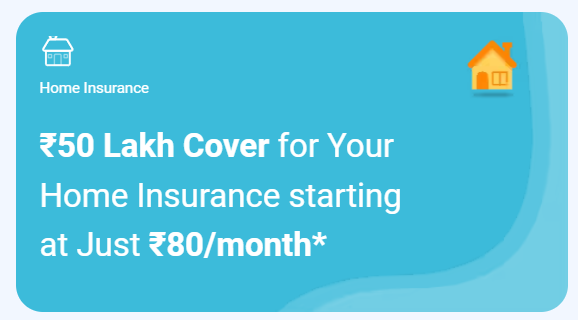 Home Insurance
₹50 Lakh Cover for Your
Home Insurance starting
at Just ₹80/month*